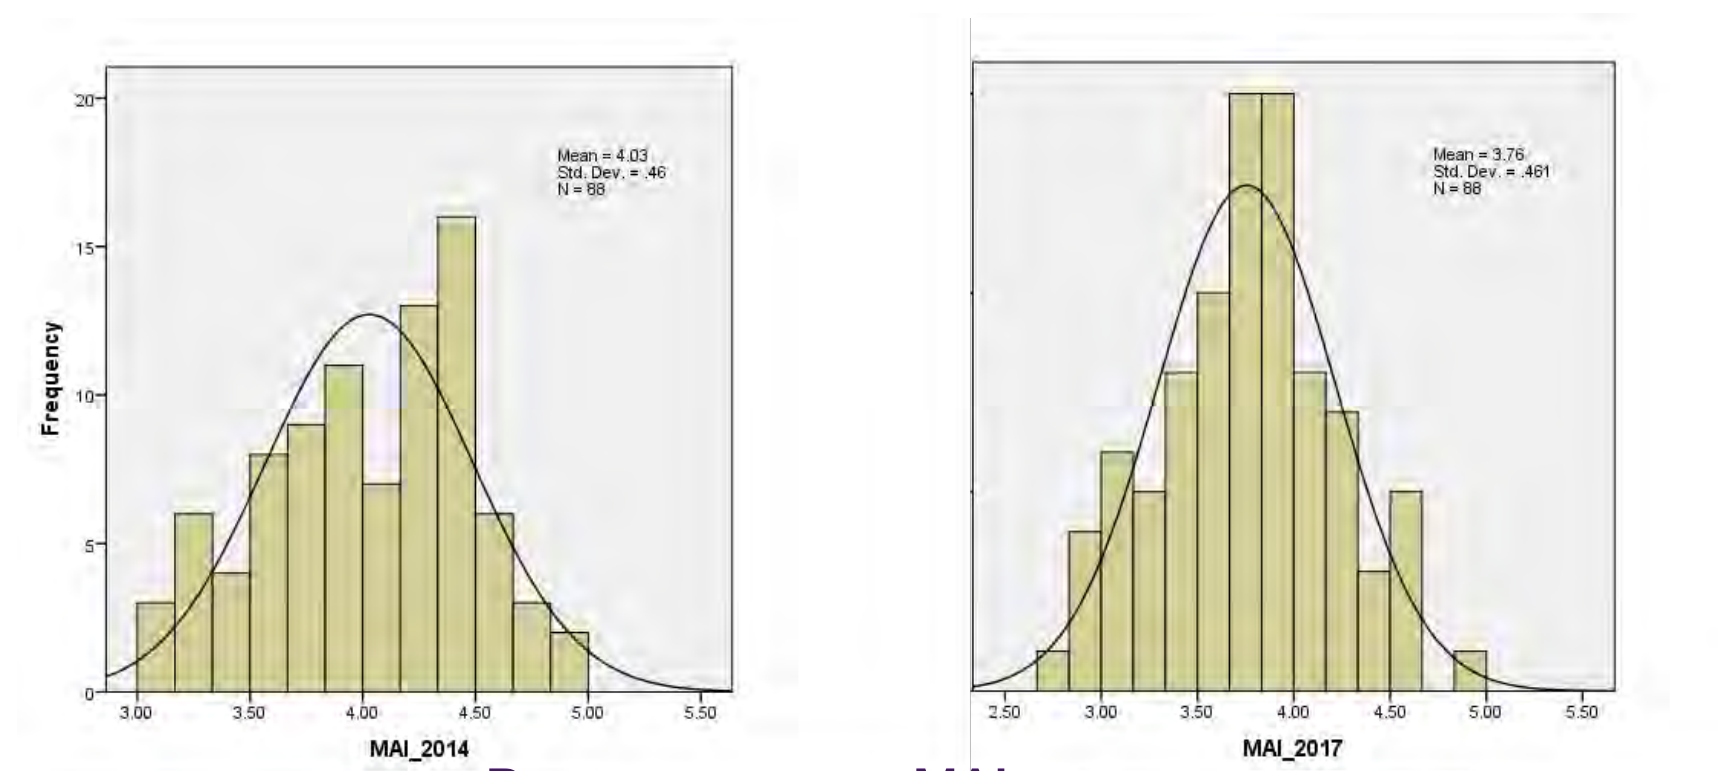 20
15
10
5
0
Frequency
Mean = 4.03
Std. Dev. = .46
N = 88
3.00 3.50 4.00 4.50 5.00 5.50
MAI_2014
Mean = 3.76
Std. Dev. = .461
N = 88
2.50 3.00 3.50 4.00 4.50 5.00 5.50
MAI_2017